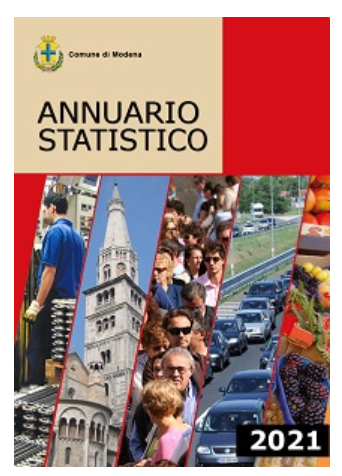 Comune di Modena
ANNUARIO
STATISTICO
2021